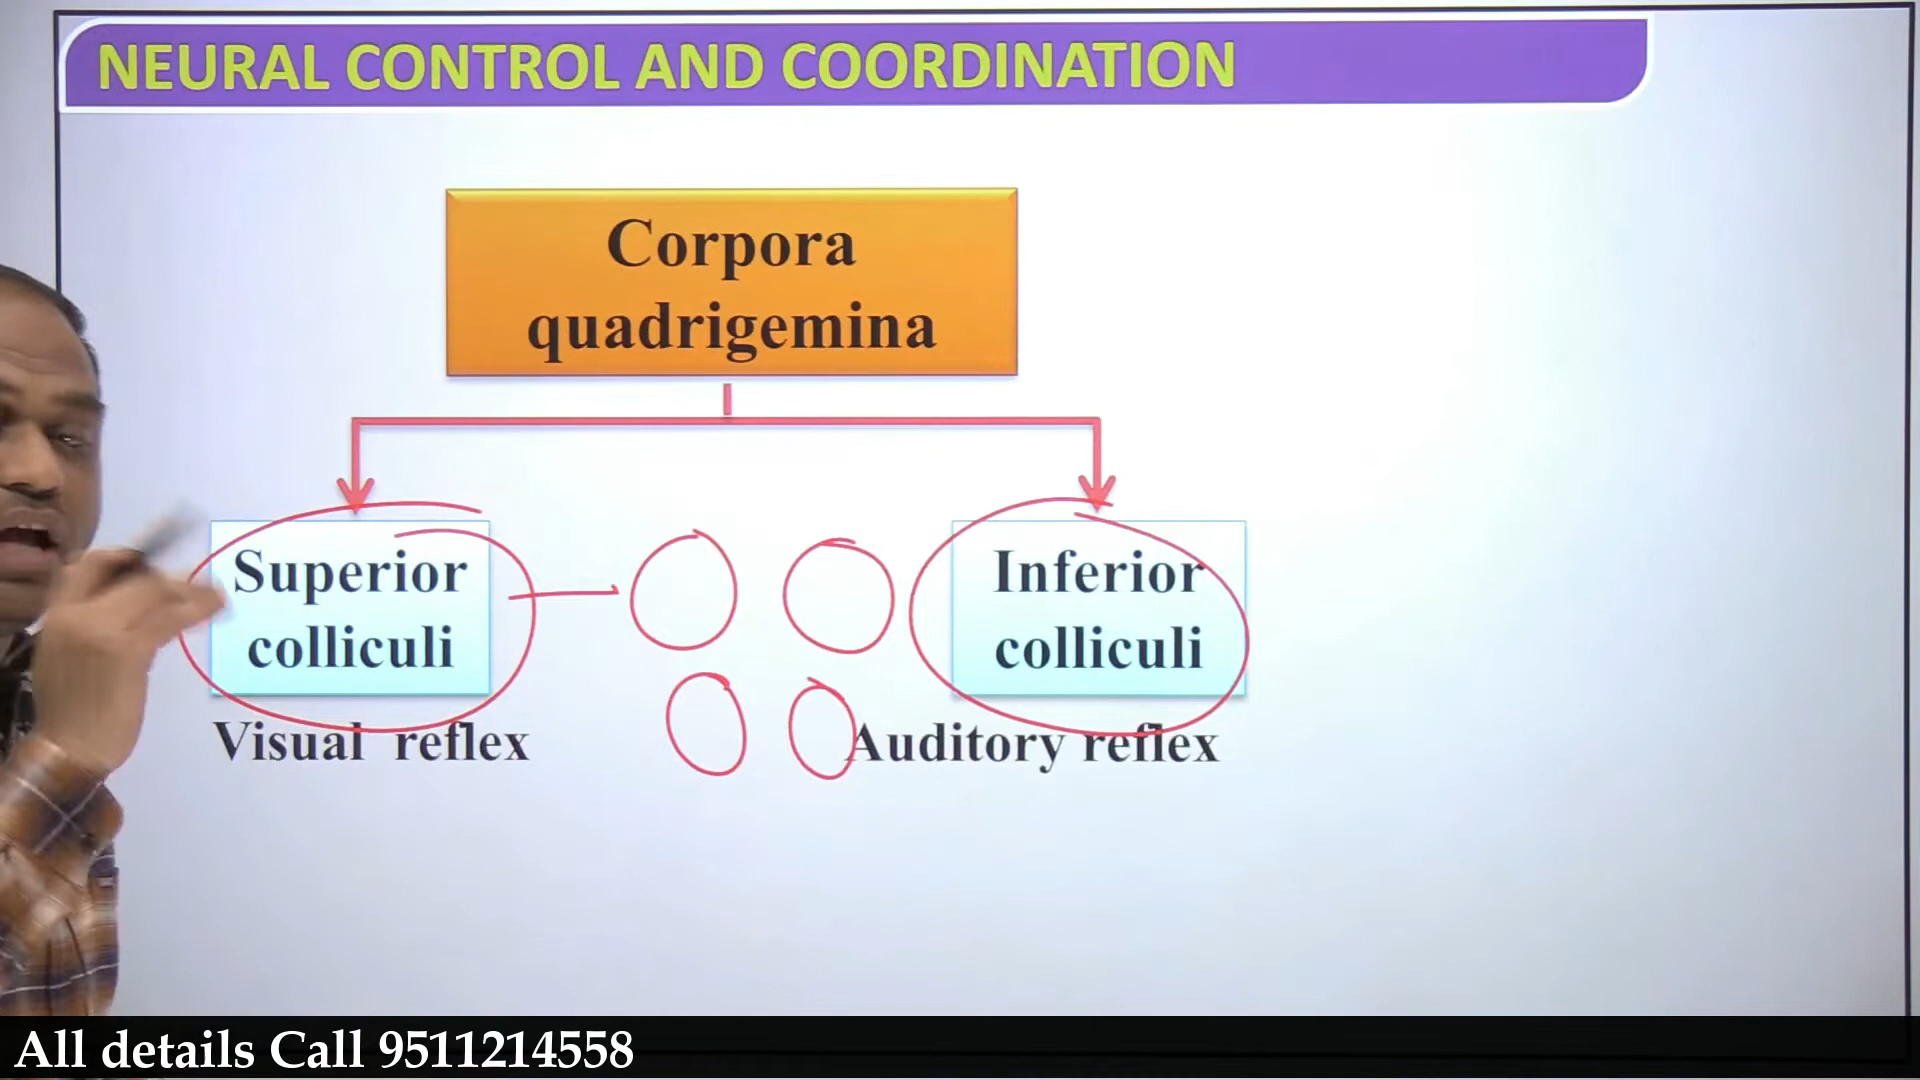 NEURAL CONTROL AND COORDINATION
Corpora
quadrigemina
Superior
colliculi
Inferior
colliculi
Visual reflex
Auditory reflex
All details Call 9511214558